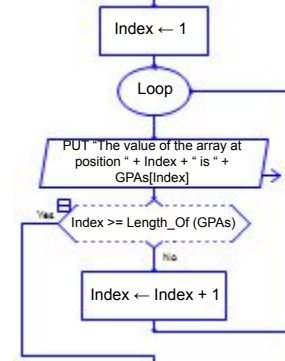 Index ← 1
Loop
PUT “The value of the array at
position “ + Index + “ is “ +
GPAs[Index]
Yes
Index >= Length_Of (GPAs)
No
Index ← Index + 1